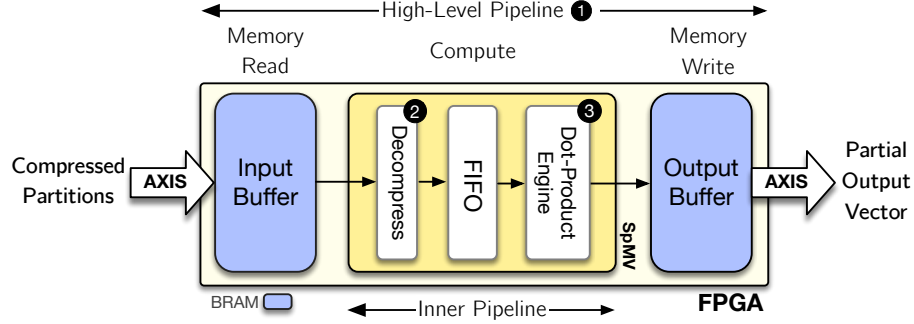 High-Level Pipeline 1
Memory
Read
Compute
Memory
Write
Compressed
Partitions
AXIS
Input
Buffer
2
Decompress
FIFO
3
Dot-Product
Engine
SpMV
Output
Buffer
AXIS
Partial
Output
Vector
BRAM
Inner Pipeline
FPGA